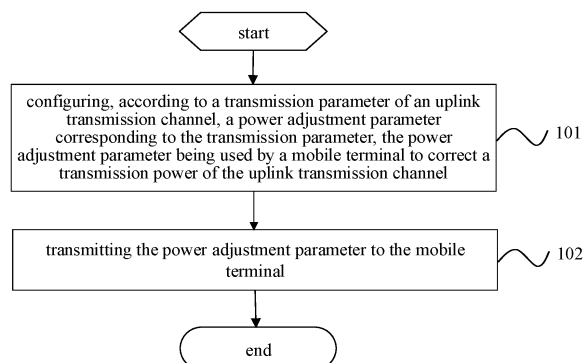 start
configuring, according to a transmission parameter of an uplink
transmission channel, a power adjustment parameter
corresponding to the transmission parameter, the power
adjustment parameter being used by a mobile terminal to correct a
transmission power of the uplink transmission channel
101
transmitting the power adjustment parameter to the mobile
terminal
102
end